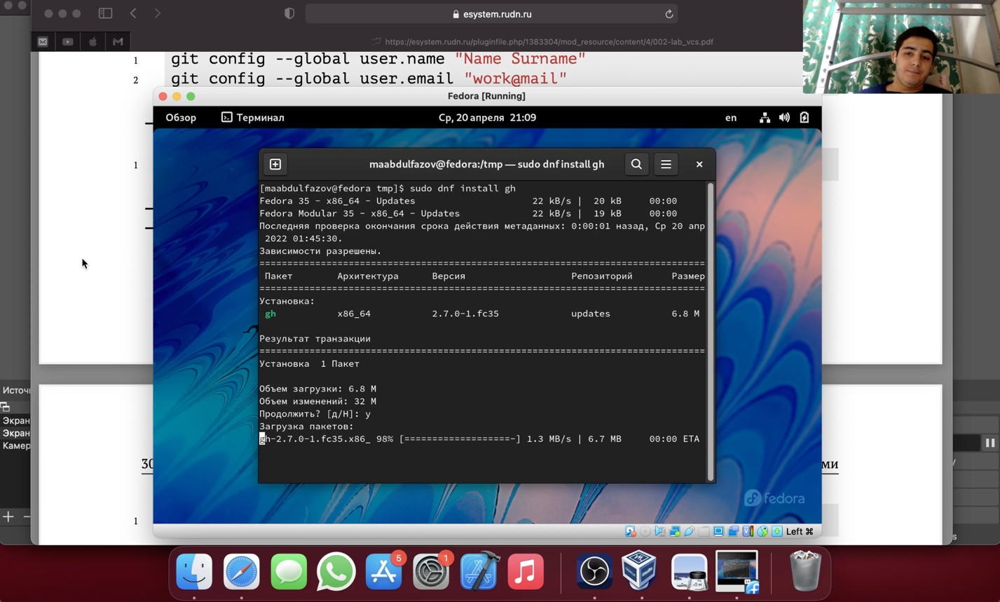 esystem.rudn.ru
https://esystem.rudn.ru/pluginfile.php/1383304/mod_resource/content/4/002-lab_vcs.pdf
1 git config --global user.name "Name Surname"
2 git config --global user.email "work@mail"
Fedora [Running]
Обзор Терминал Ср, 20 апреля 21:09 en
1
maabdulfazov@fedora:/tmp — sudo dnf install gh
[maabdulfazov@fedora tmp]$ sudo dnf install gh
Fedora 35 - x86_64 - Updates 22 kB/s | 20 kB 00:00
Fedora Modular 35 - x86_64 - Updates 22 kB/s | 19 kB 00:00
Последняя проверка окончания срока действия метаданных: 0:00:01 назад, Ср 20 апр
2022 01:45:30.
Зависимости разрешены.
================================================================================
Пакет Архитектура Версия Репозиторий Размер
================================================================================
Установка:
gh x86_64 2.7.0-1.fc35 updates 6.8 M
Результат транзакции
================================================================================
Установка 1 Пакет
Объем загрузки: 6.8 M
Объем изменений: 32 M
Продолжить? [д/Н]: y
Загрузка пакетов:
gh-2.7.0-1.fc35.x86_ 98% [===================-] 1.3 MB/s | 6.7 MB 00:00 ETA
Источн
Экран
Экран
Камер
30
ми
1
fedora
Left ⌘
5
1